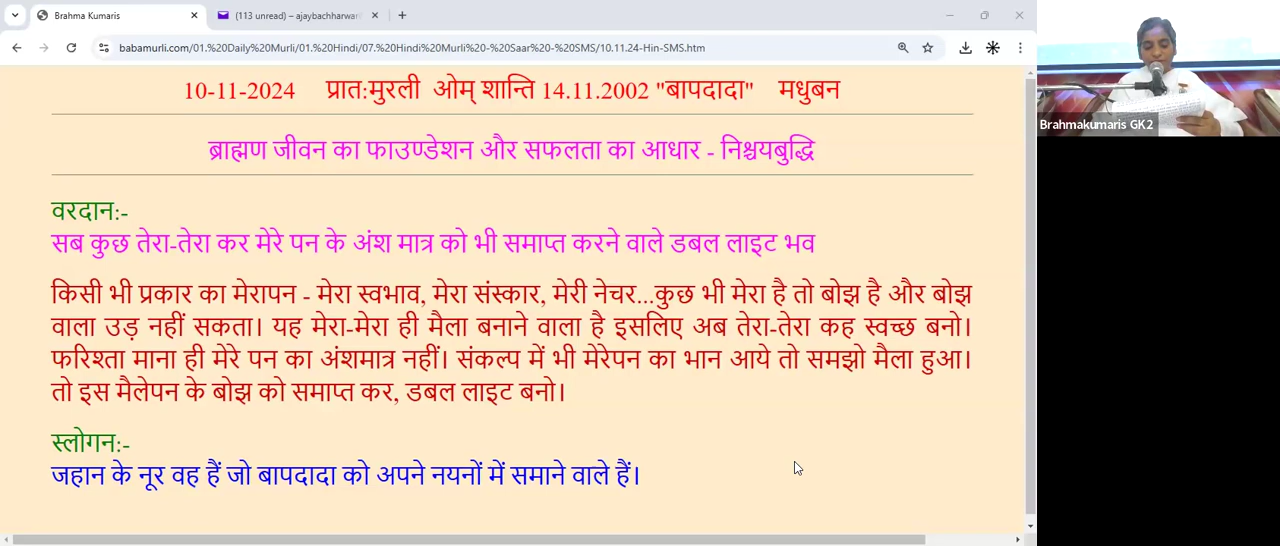 Brahma Kumaris
(113 unread) – ajaybachharwar
babamurli.com/01.%20Daily%20Murli/01.%20Hindi/07.%20Hindi%20Murli%20-%20Saar%20-%20SMS/10.11.24-Hin-SMS.htm
10-11-2024 प्रात:मुरली ओम् शान्ति 14.11.2002 "बापदादा" मधुबन
ब्राह्मण जीवन का फाउण्डेशन और सफलता का आधार - निश्चयबुद्धि
वरदान:-
सब कुछ तेरा-तेरा कर मेरे पन के अंश मात्र को भी समाप्त करने वाले डबल लाइट भव
किसी भी प्रकार का मेरापन - मेरा स्वभाव, मेरा संस्कार, मेरी नेचर...कुछ भी मेरा है तो बोझ है और बोझ
वाला उड़ नहीं सकता। यह मेरा-मेरा ही मैला बनाने वाला है इसलिए अब तेरा-तेरा कह स्वच्छ बनो।
फरिश्ता माना ही मेरे पन का अंशमात्र नहीं। संकल्प में भी मेरेपन का भान आये तो समझो मैला हुआ।
तो इस मैलेपन के बोझ को समाप्त कर, डबल लाइट बनो।
स्लोगन:-
जहान के नूर वह हैं जो बापदादा को अपने नयनों में समाने वाले हैं।
Brahmakumaris GK2